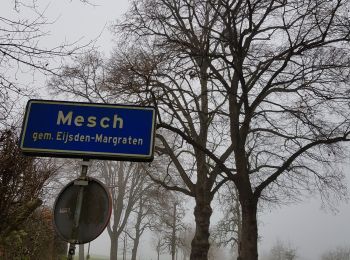 Mesch
gem. Eijsden-Margraten